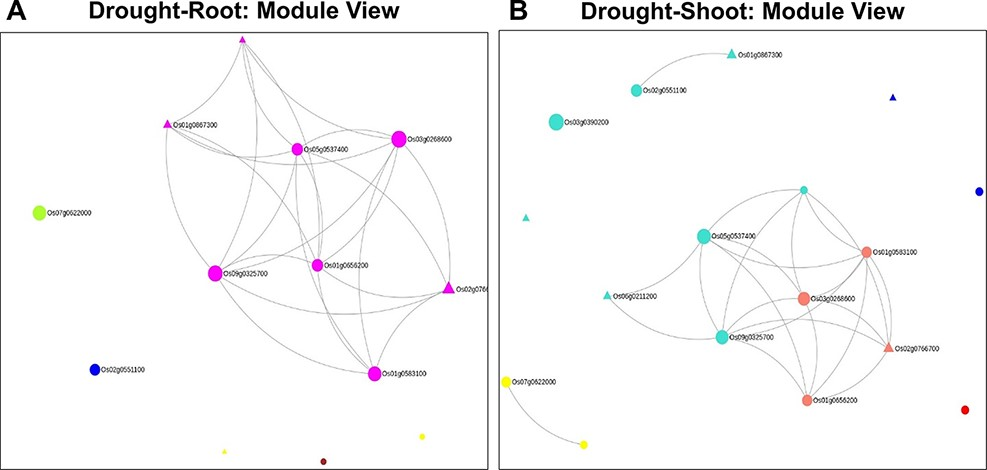 A Drought-Root: Module View
Os01g0867300
Os05g0537400
Os03g0268600
Os07g0622000
Os09g0325700
Os01g0656200
Os02g076
Os02g0551100
Os01g0583100
B Drought-Shoot: Module View
Os01g0867300
Os02g0551100
Os03g0390200
Os05g0537400
Os01g0583100
Os06g0211200
Os03g0268600
Os09g0325700
Os02g0766700
Os07g0622000
Os01g0656200